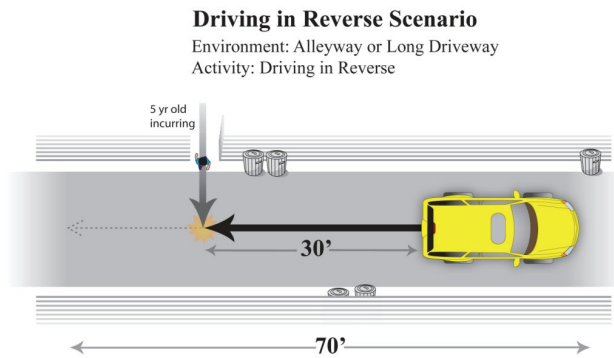 Driving in Reverse Scenario
Environment: Alleyway or Long Driveway
Activity: Driving in Reverse
5 yr old
incurring
30’
70’